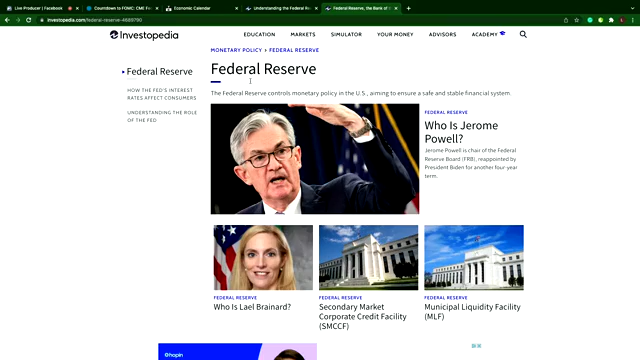 Live Producer | Facebook
Countdown to FOMC: CME Fed
Economic Calendar
Understanding the Federal Rese
Federal Reserve, the Bank of t
investopedia.com/federal-reserve-4689790
Investopedia
EDUCATION MARKETS SIMULATOR YOUR MONEY ADVISORS ACADEMY
MONETARY POLICY > FEDERAL RESERVE
Federal Reserve
Federal Reserve
HOW THE FED'S INTEREST
RATES AFFECT CONSUMERS
UNDERSTANDING THE ROLE
OF THE FED
The Federal Reserve controls monetary policy in the U.S., aiming to ensure a safe and stable financial system.
FEDERAL RESERVE
Who Is Jerome
Powell?
Jerome Powell is chair of the Federal
Reserve Board (FRB), reappointed by
President Biden for another four-year
term.
FEDERAL RESERVE
Who Is Lael Brainard?
FEDERAL RESERVE
Secondary Market
Corporate Credit Facility
(SMCCF)
FEDERAL RESERVE
Municipal Liquidity Facility
(MLF)
hopin